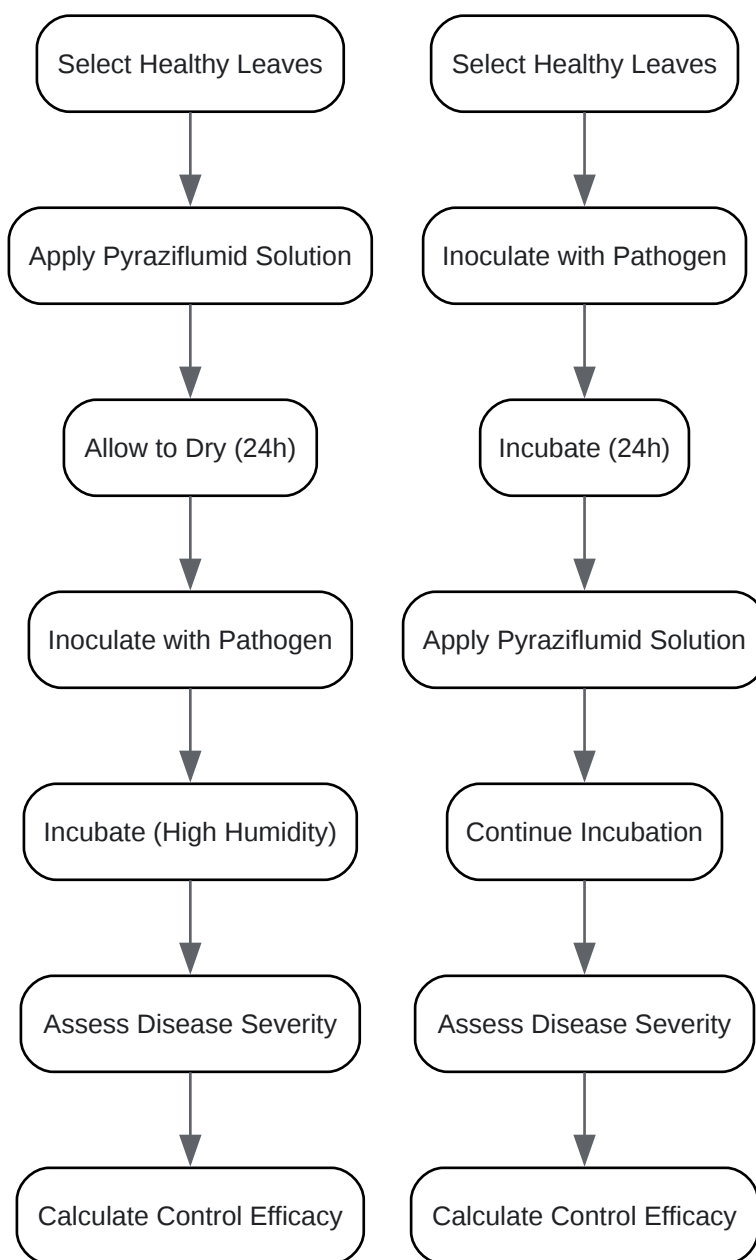 Select Healthy Leaves
Apply Pyraziflumid Solution
Allow to Dry (24h)
Inoculate with Pathogen
Incubate (High Humidity)
Assess Disease Severity
Calculate Control Efficacy
Select Healthy Leaves
Inoculate with Pathogen
Incubate (24h)
Apply Pyraziflumid Solution
Continue Incubation
Assess Disease Severity
Calculate Control Efficacy